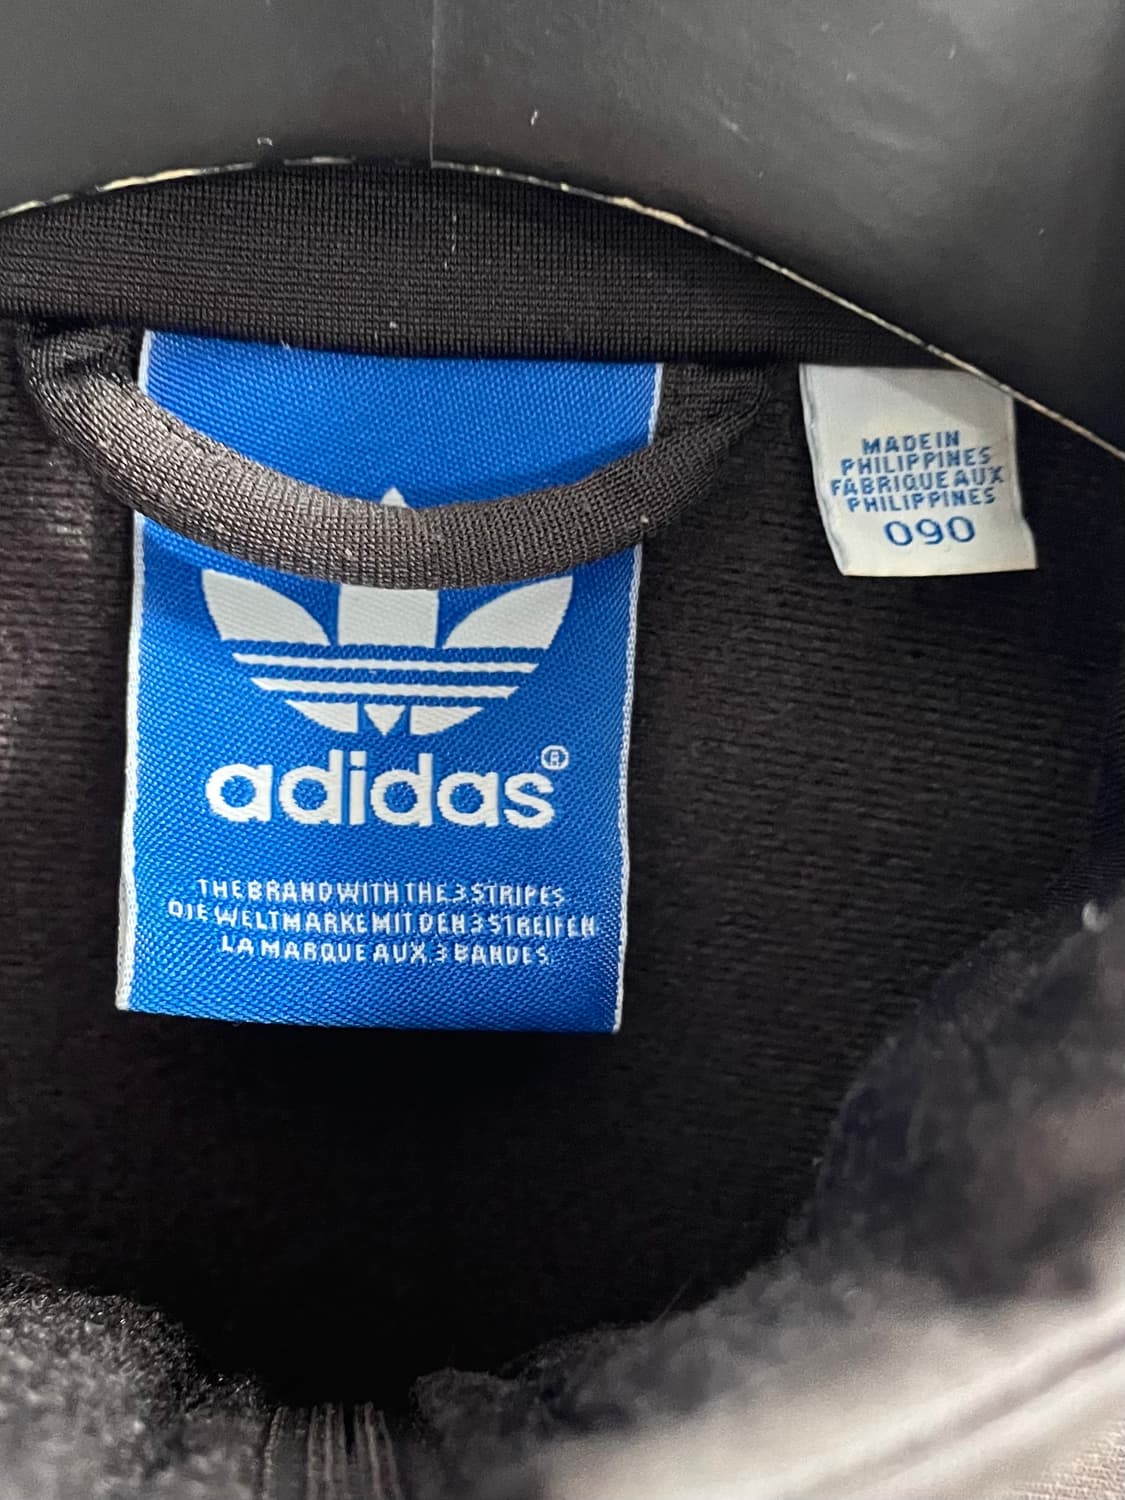 adidas®
THE BRAND WITH THE 3 STRIPES
DIE WELTMARKE MIT DEN 3 STREIFEN
LA MARQUE AUX 3 BANDES
MADE IN
PHILIPPINES
FABRIQUE AUX
PHILIPPINES
090